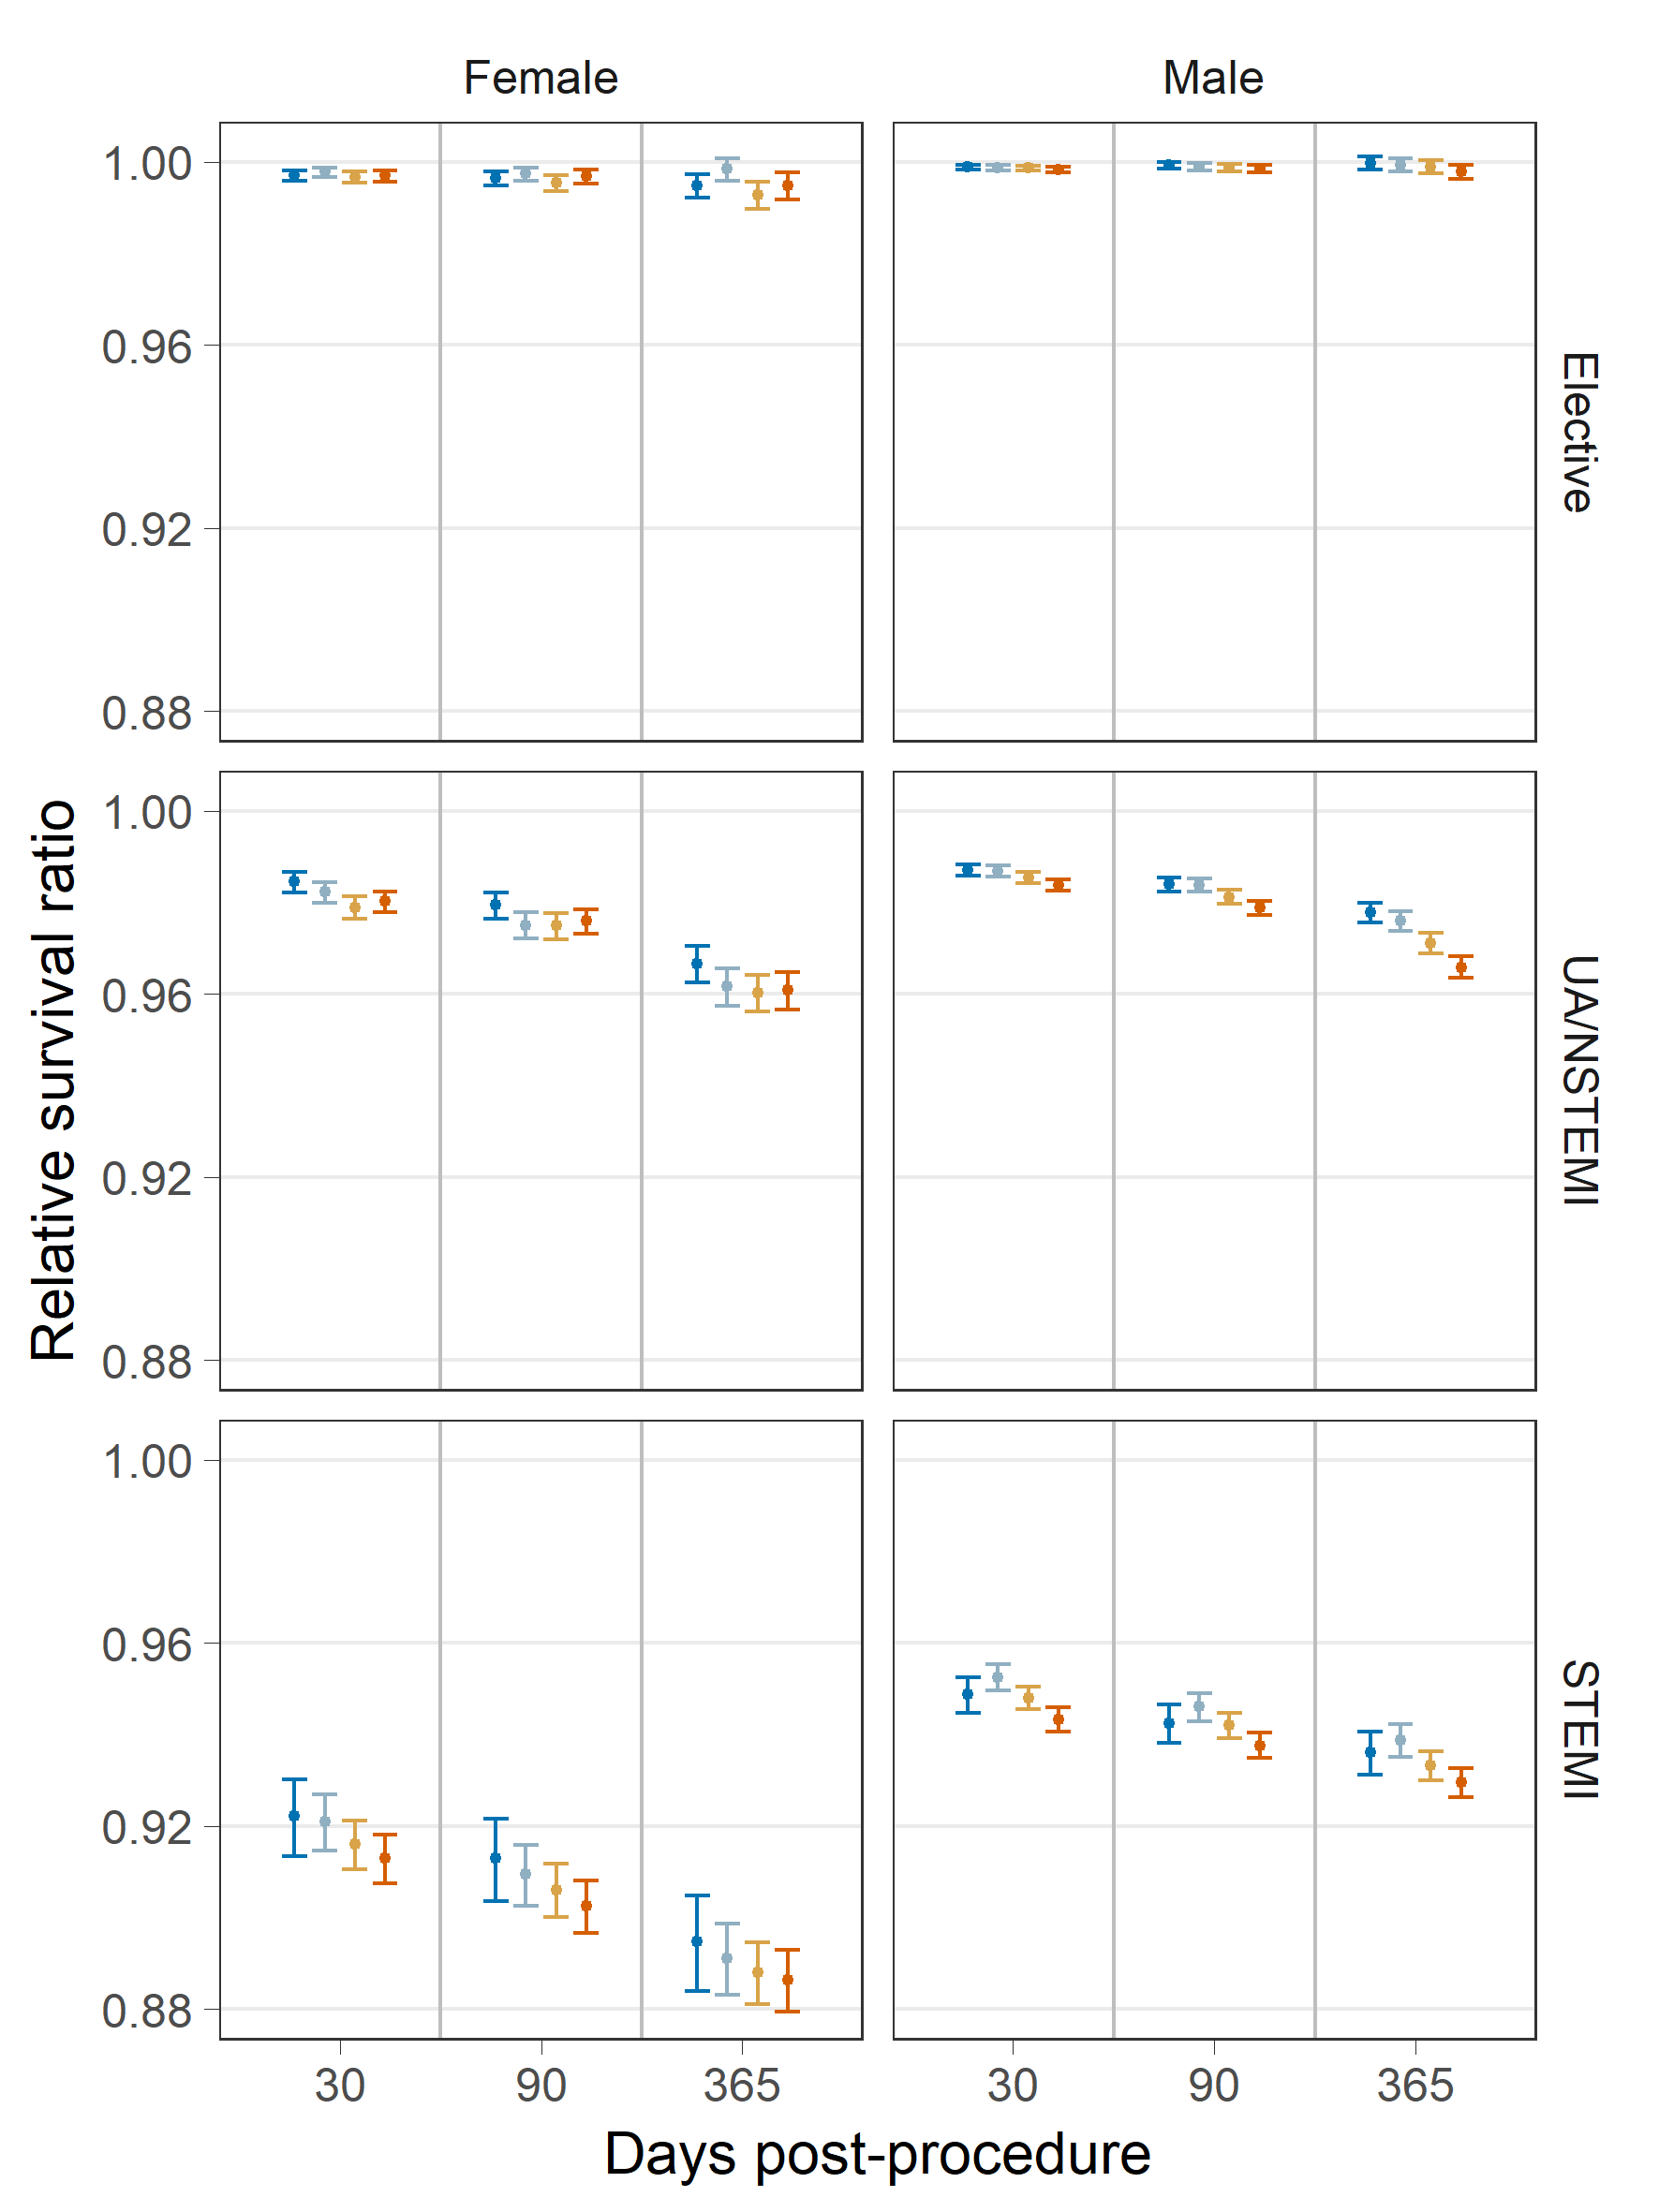 Female Male
1.00
0.96
0.92
0.88
Elective
1.00
0.96
0.92
0.88
UA/NSTEMI
Relative survival ratio
1.00
0.96
0.92
0.88
STEMI
30 90 365 30 90 365
Days post-procedure